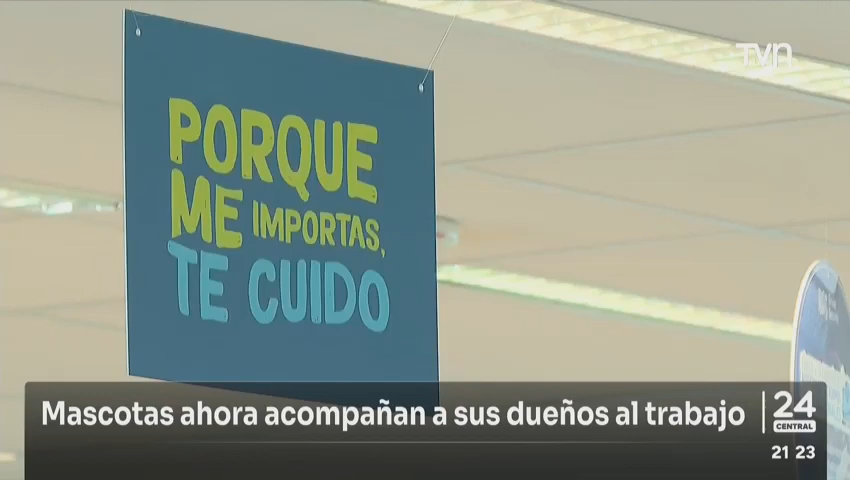 TVN
PORQUE
ME IMPORTAS,
TE CUIDO
Mascotas ahora acompañan a sus dueños al trabajo
24
CENTRAL
21 23